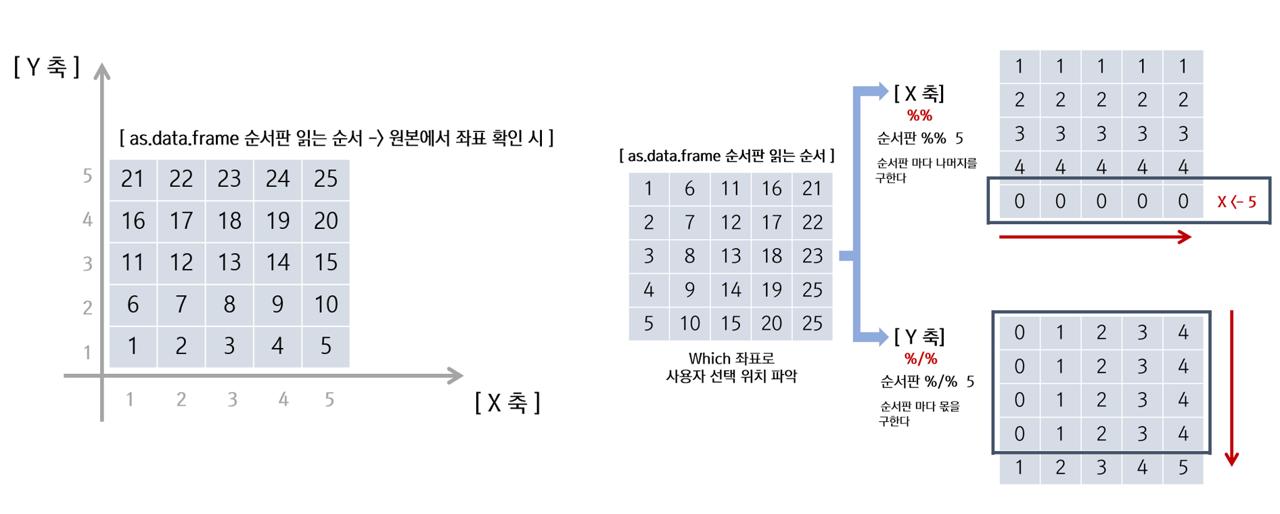 [ Y 축 ]
[ as.data.frame 순서판 읽는 순서 -> 원본에서 좌표 확인 시 ]
5 21 22 23 24 25
4 16 17 18 19 20
3 11 12 13 14 15
2 6 7 8 9 10
1 1 2 3 4 5
1 2 3 4 5
[ X 축 ]
[ as.data.frame 순서판 읽는 순서 ]
1 6 11 16 21
2 7 12 17 22
3 8 13 18 23
4 9 14 19 25
5 10 15 20 25
Which 좌표로
사용자 선택 위치 파악
[ X 축]
%%
순서판 %% 5
순서판 마다 나머지를
구한다
1 1 1 1 1
2 2 2 2 2
3 3 3 3 3
4 4 4 4 4
0 0 0 0 0 X <- 5
[ Y 축]
%/%
순서판 %/% 5
순서판 마다 몫을
구한다
0 1 2 3 4
0 1 2 3 4
0 1 2 3 4
0 1 2 3 4
1 2 3 4 5